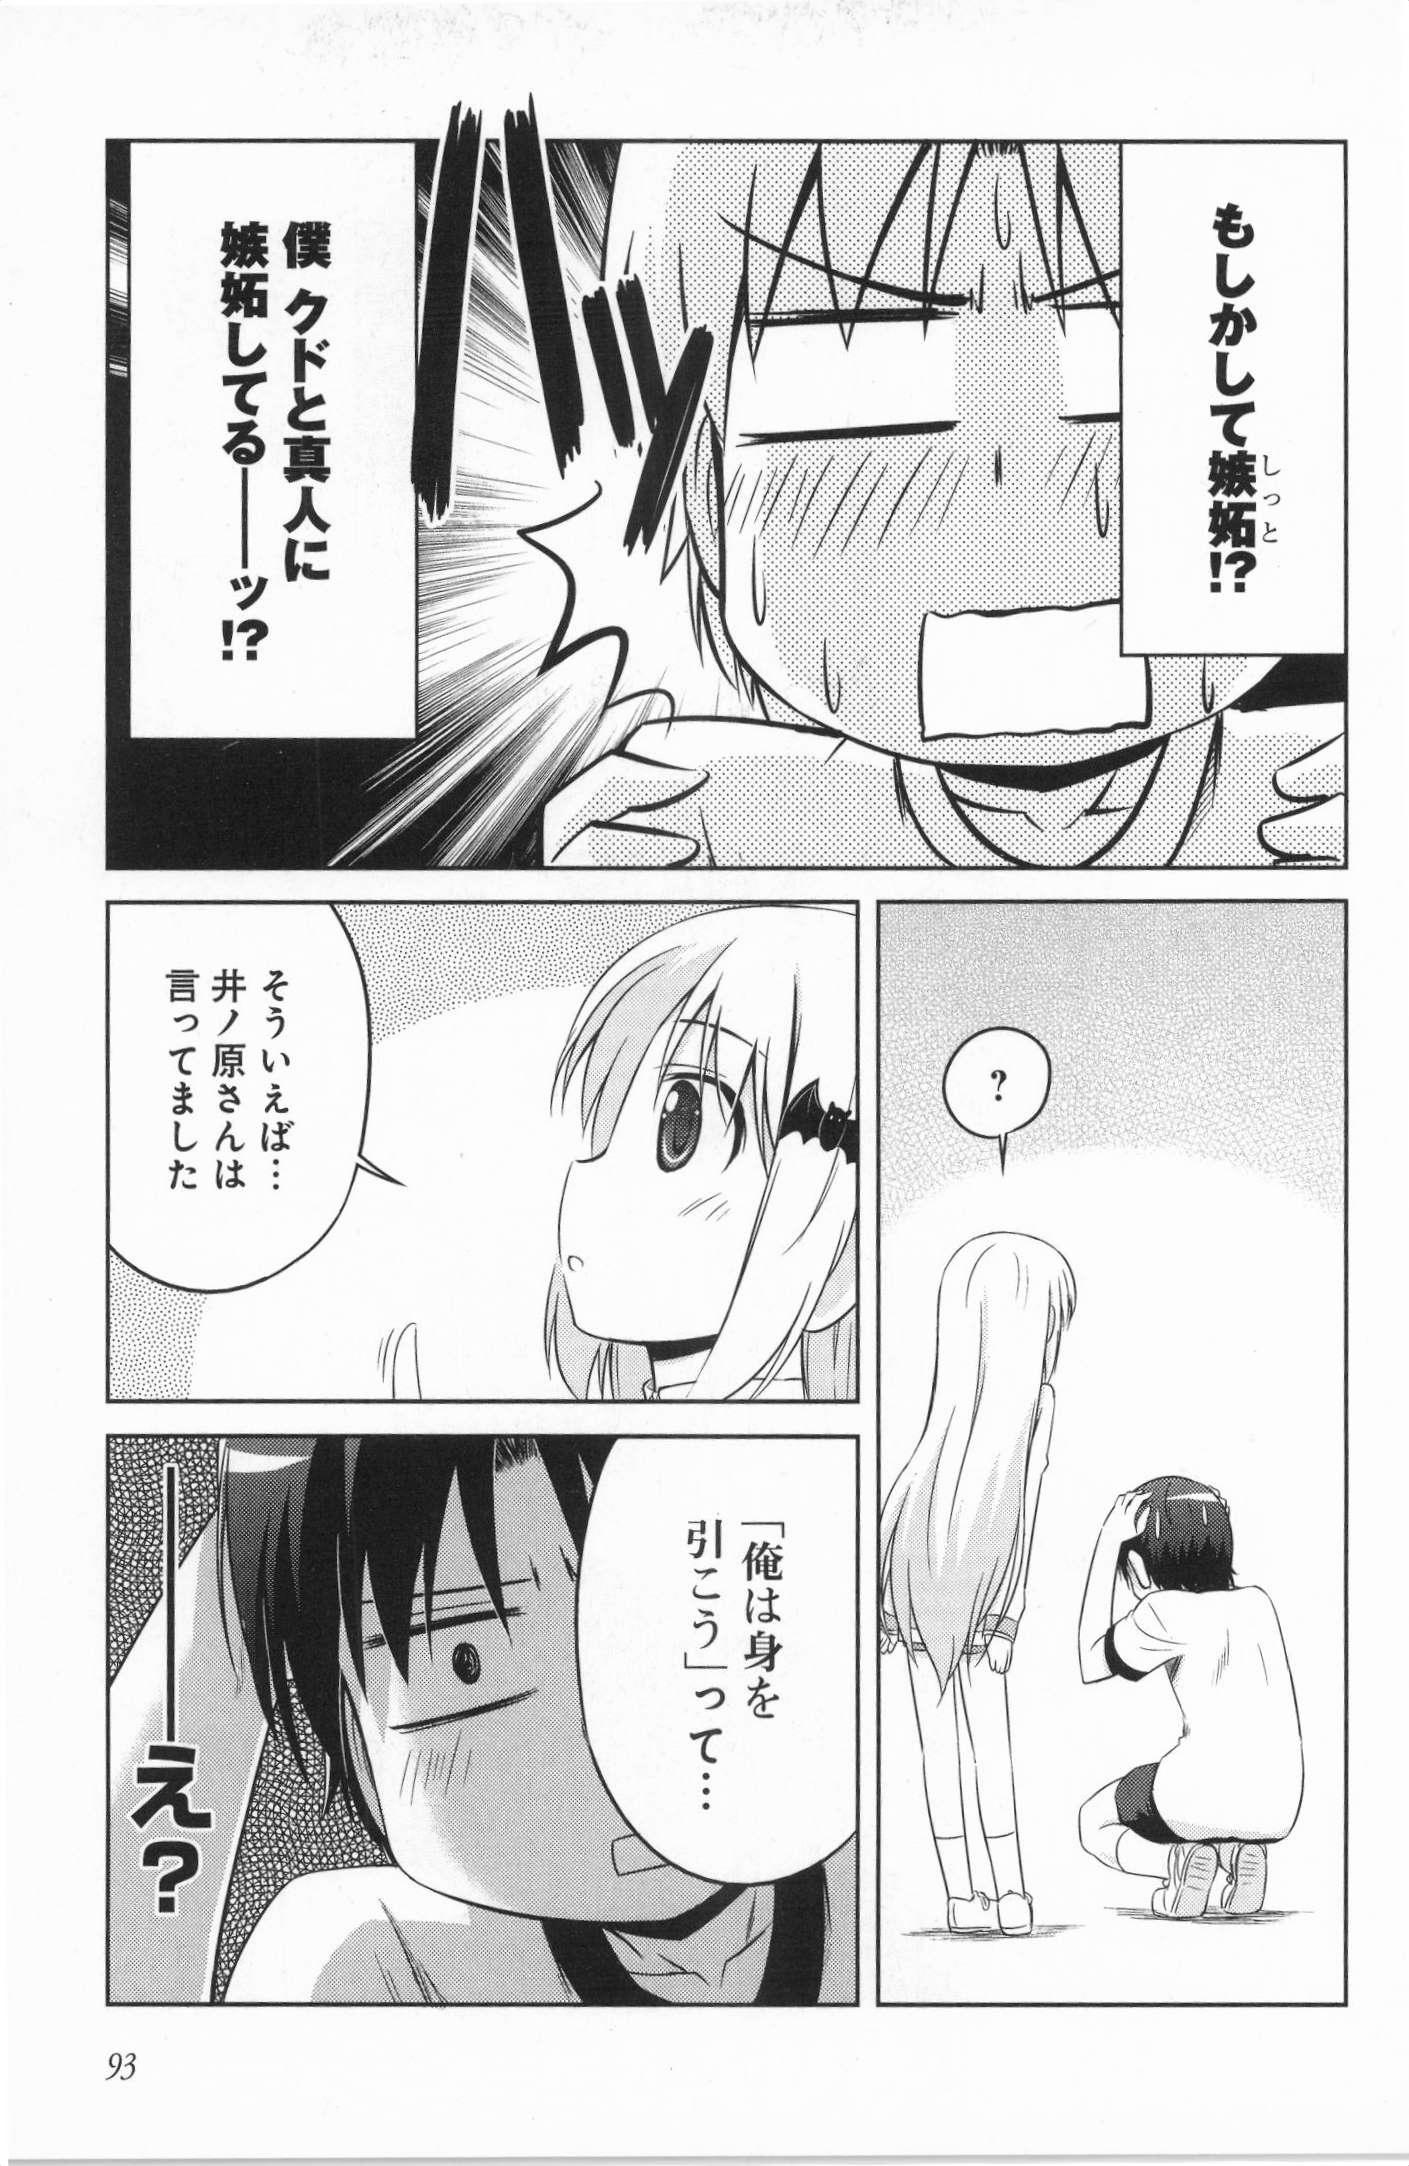 もしかして嫉妬!?
しっと
ハ
僕 クドと真人に
嫉妬してる――ッ!?
?
そういえば…
井ノ原さんは
言ってました
「俺は身を
引こう」って…
――え?
93